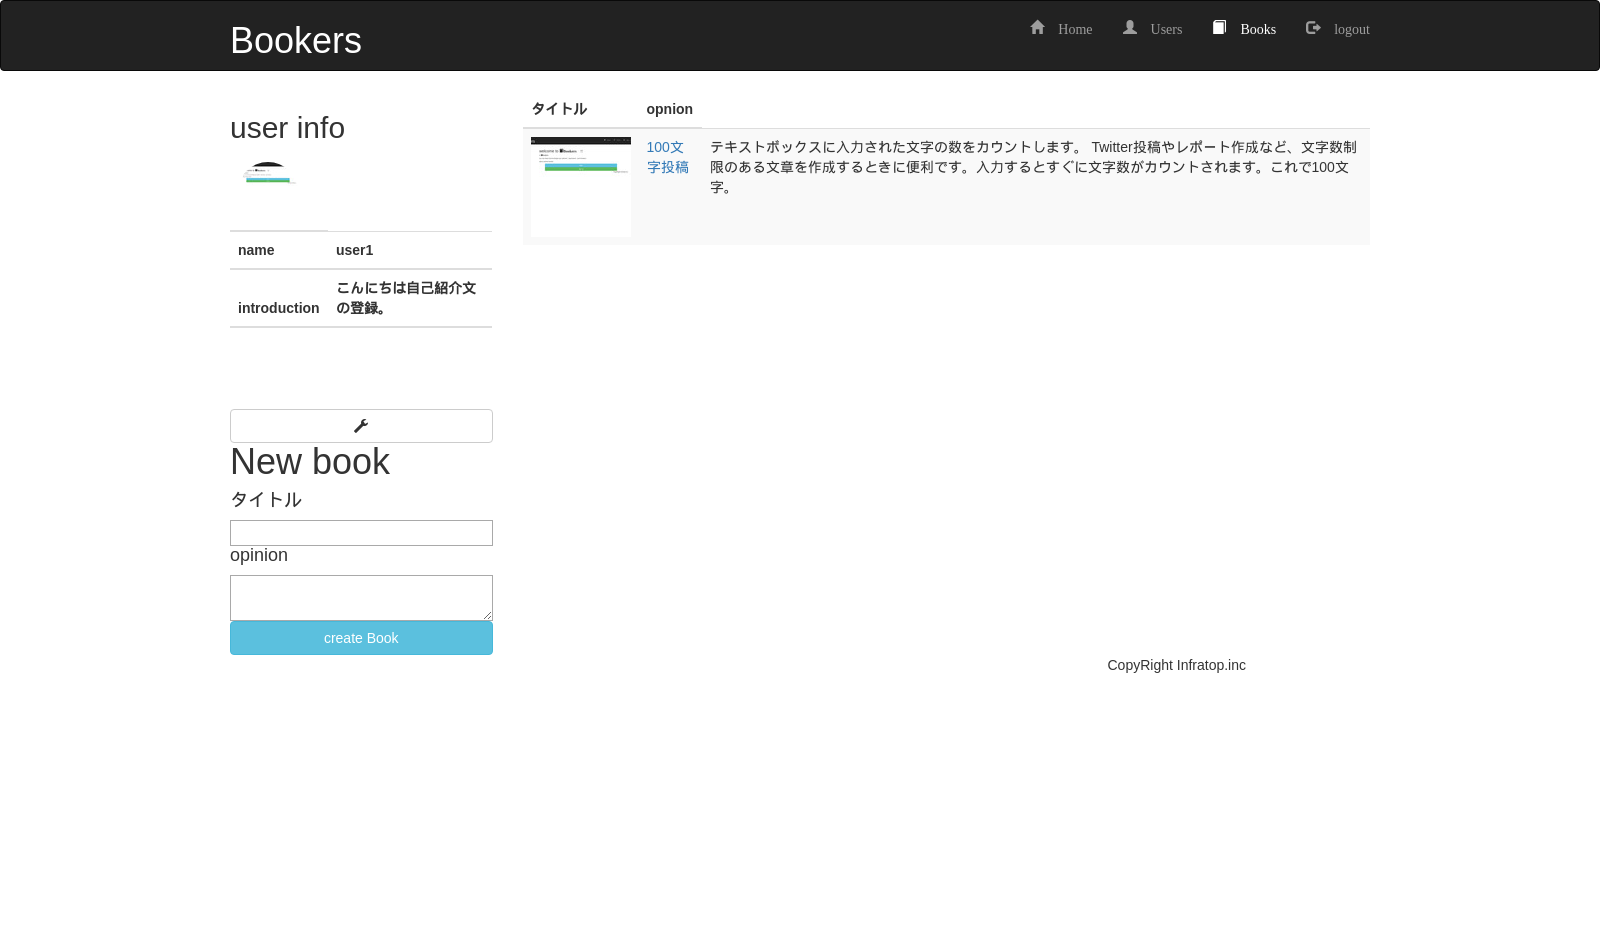 Bookers
Home Users Books logout
user info
name user1
introduction こんにちは自己紹介文
の登録。
New book
タイトル
opinion
create Book
タイトル opnion
100文
字投稿
テキストボックスに入力された文字の数をカウントします。 Twitter投稿やレポート作成など、文字数制
限のある文章を作成するときに便利です。入力するとすぐに文字数がカウントされます。これで100文
字。
CopyRight Infratop.inc